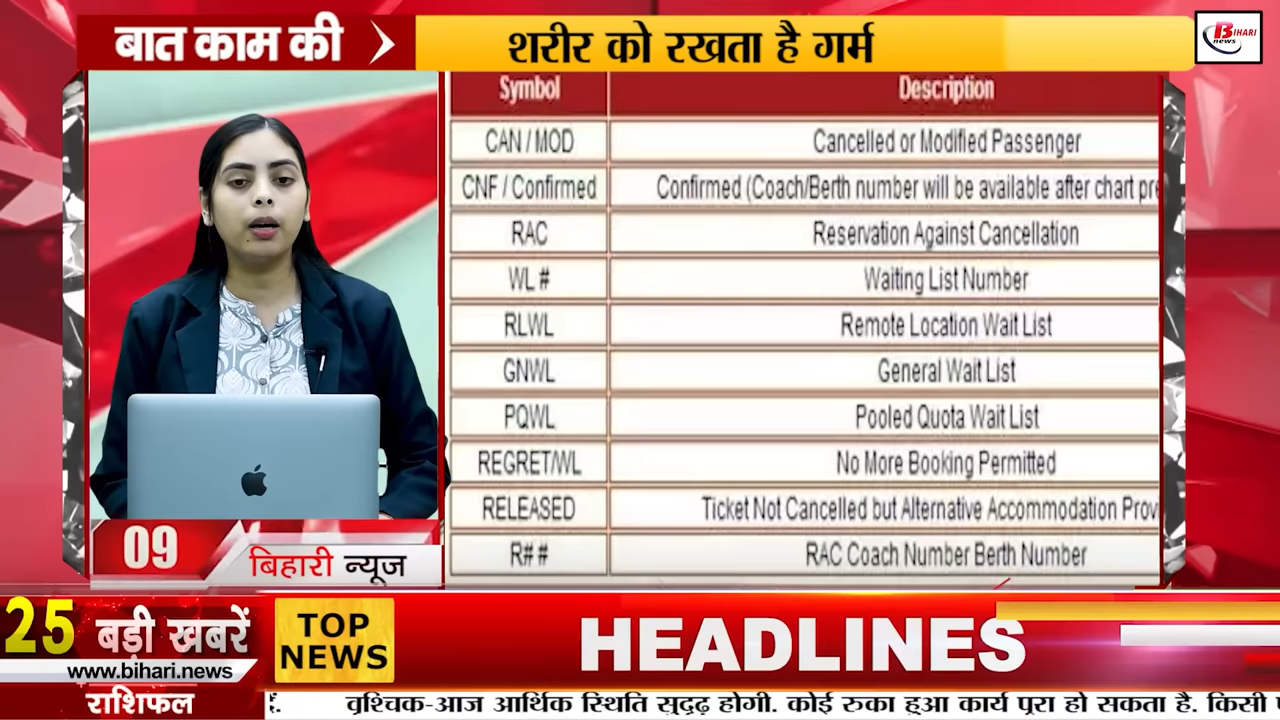 बात काम की
शरीर को रखता है गर्म
BIHARI
news
Symbol Description
CAN / MOD Cancelled or Modified Passenger
CNF / Confirmed Confirmed (Coach/Berth number will be available after chart pre
RAC Reservation Against Cancellation
WL # Waiting List Number
RLWL Remote Location Wait List
GNWL General Wait List
PQWL Pooled Quota Wait List
REGRET/WL No More Booking Permitted
RELEASED Ticket Not Cancelled but Alternative Accommodation Prov
R# # RAC Coach Number Berth Number
09
बिहारी न्यूज
25 बड़ी खबरें
www.bihari.news
TOP
NEWS
HEADLINES
राशिफल
वृश्चिक-आज आर्थिक स्थिति सुदृढ़ होगी. कोई रुका हुआ कार्य पूरा हो सकता है. किसी